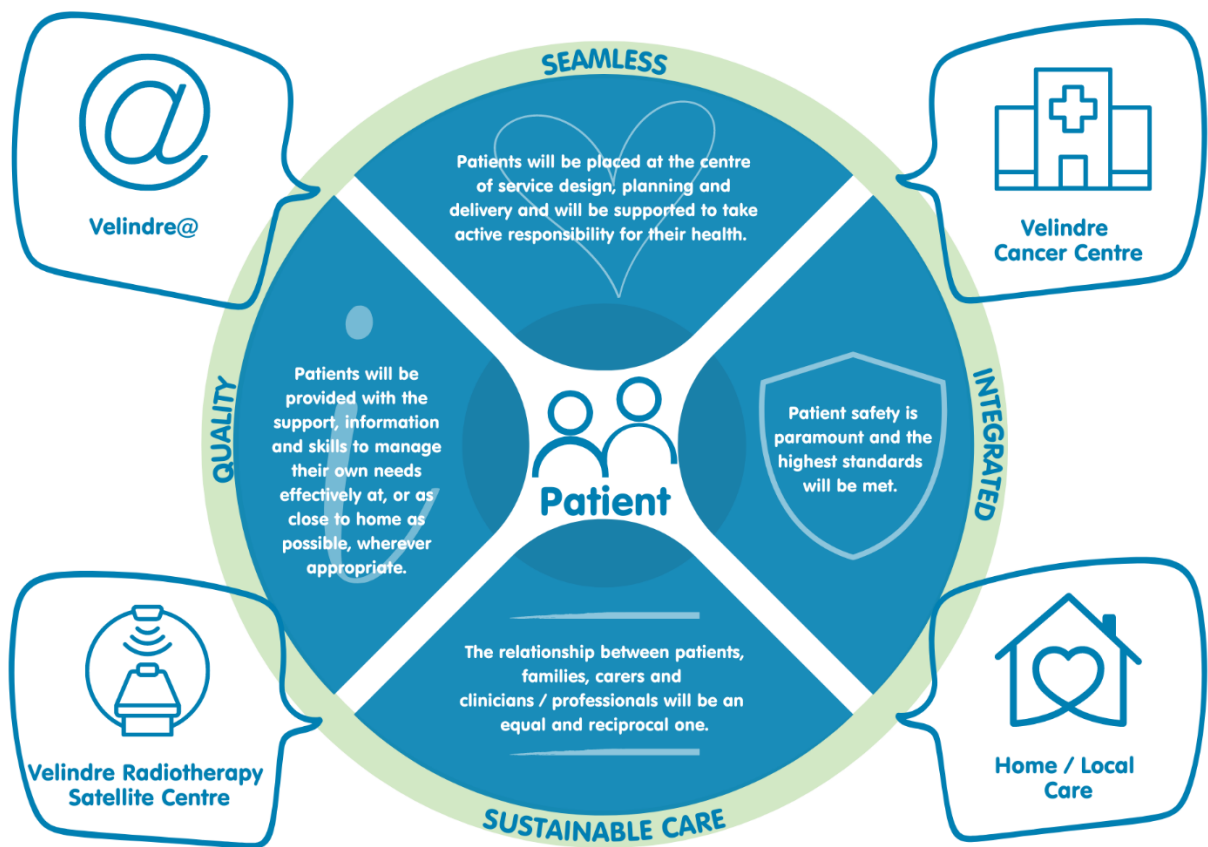 SEAMLESS
@
Velindre@
Velindre
Cancer Centre
Patients will be placed at the centre
of service design, planning and
delivery and will be supported to take
active responsibility for their health.
QUALITY
Patients will be
provided with the
support, information
and skills to manage
their own needs
effectively at, or as
close to home as
possible, wherever
appropriate.
i
Patient
Patient safety is
paramount and the
highest standards
will be met.
INTEGRATED
The relationship between patients,
families, carers and
clinicians / professionals will be an
equal and reciprocal one.
Velindre Radiotherapy
Satellite Centre
Home / Local
Care
SUSTAINABLE CARE